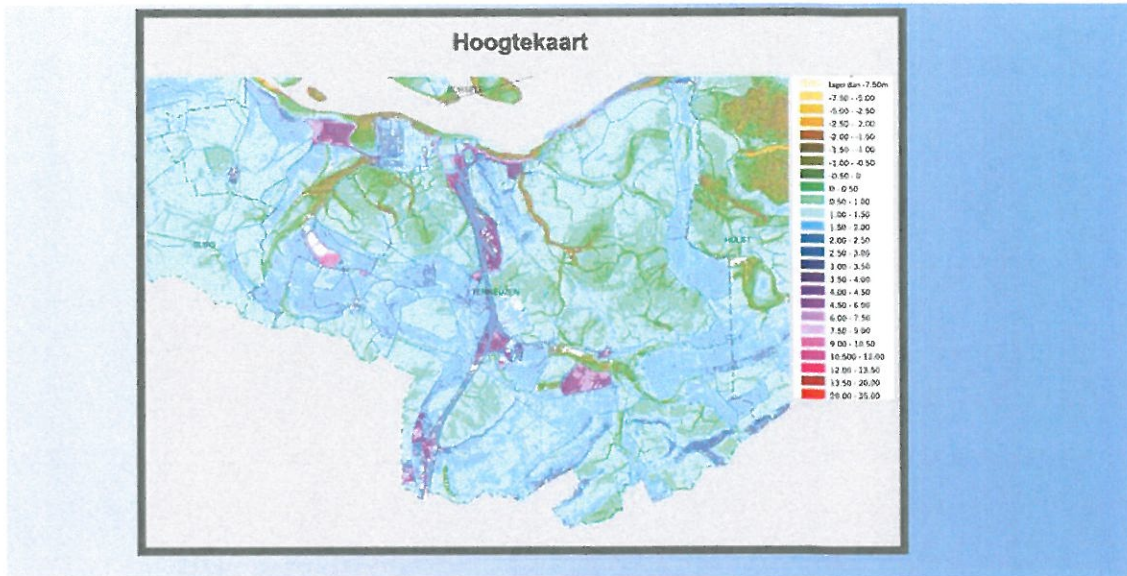 Hoogtekaart
BORSELE
SLUIS
TERNEUZEN
HULST
lager dan -7.50m
-7.50 - -5.00
-5.00 - -2.50
-2.50 - -2.00
-2.00 - -1.50
-1.50 - -1.00
-1.00 - -0.50
-0.50 - 0
0 - 0.50
0.50 - 1.00
1.00 - 1.50
1.50 - 2.00
2.00 - 2.50
2.50 - 3.00
3.00 - 3.50
3.50 - 4.00
4.00 - 4.50
4.50 - 6.00
6.00 - 7.50
7.50 - 9.00
9.00 - 10.50
10.500 - 12.00
12.00 - 13.50
13.50 - 20.00
20.00 - 35.00